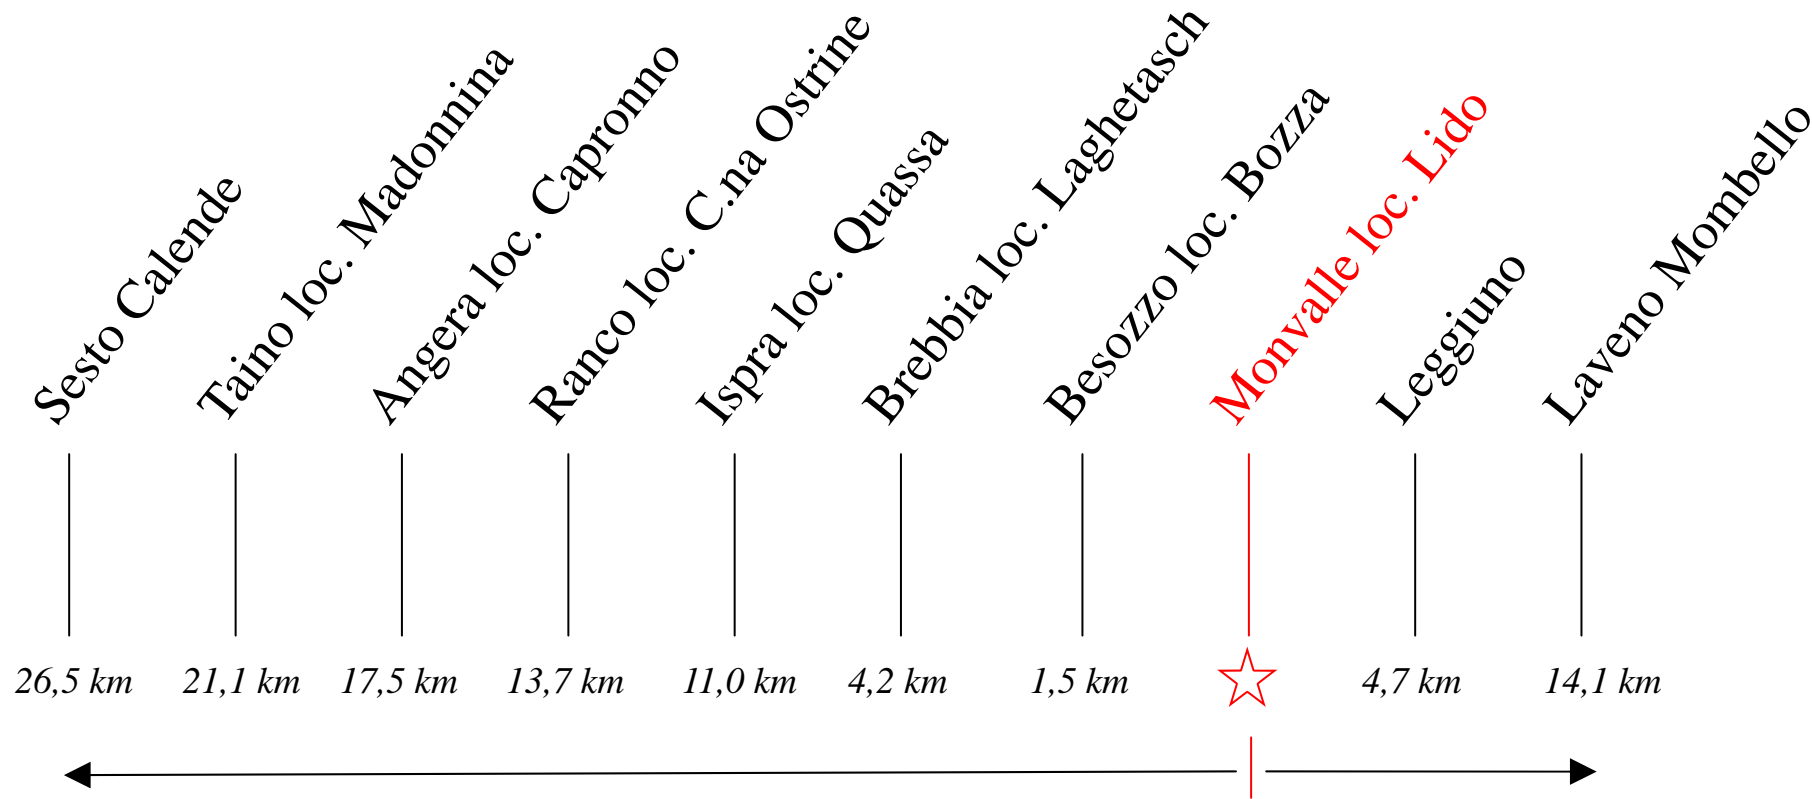 Sesto Calende
Taino loc. Madonnina
Angera loc. Capronno
Ranco loc. C.na Ostrine
Ispra loc. Quassa
Brebbia loc. Laghetasch
Besozzo loc. Bozza
Monvalle loc. Lido
Leggiuno
Laveno Mombello
26,5 km
21,1 km
17,5 km
13,7 km
11,0 km
4,2 km
1,5 km
4,7 km
14,1 km